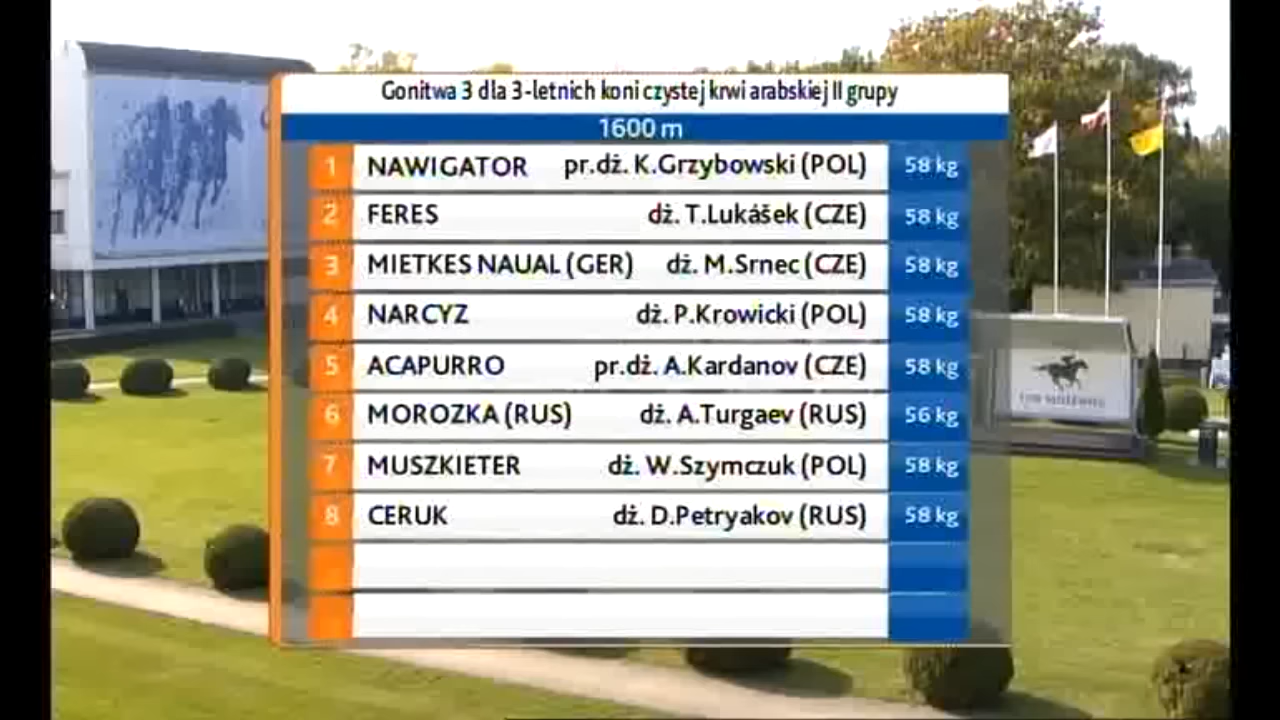 Gonitwa 3 dla 3-letnich koni czystej krwi arabskiej II grupy
1600 m
1 NAWIGATOR pr.dż. K.Grzybowski (POL) 58 kg
2 FERES dż. T.Lukášek (CZE) 58 kg
3 MIETKES NAUAL (GER) dż. M.Srnec (CZE) 58 kg
4 NARCYZ dż. P.Krowicki (POL) 58 kg
5 ACAPURRO pr.dż. A.Kardanov (CZE) 58 kg
6 MOROZKA (RUS) dż. A.Turgaev (RUS) 56 kg
7 MUSZKIETER dż. W.Szymczuk (POL) 58 kg
8 CERUK dż. D.Petryakov (RUS) 58 kg